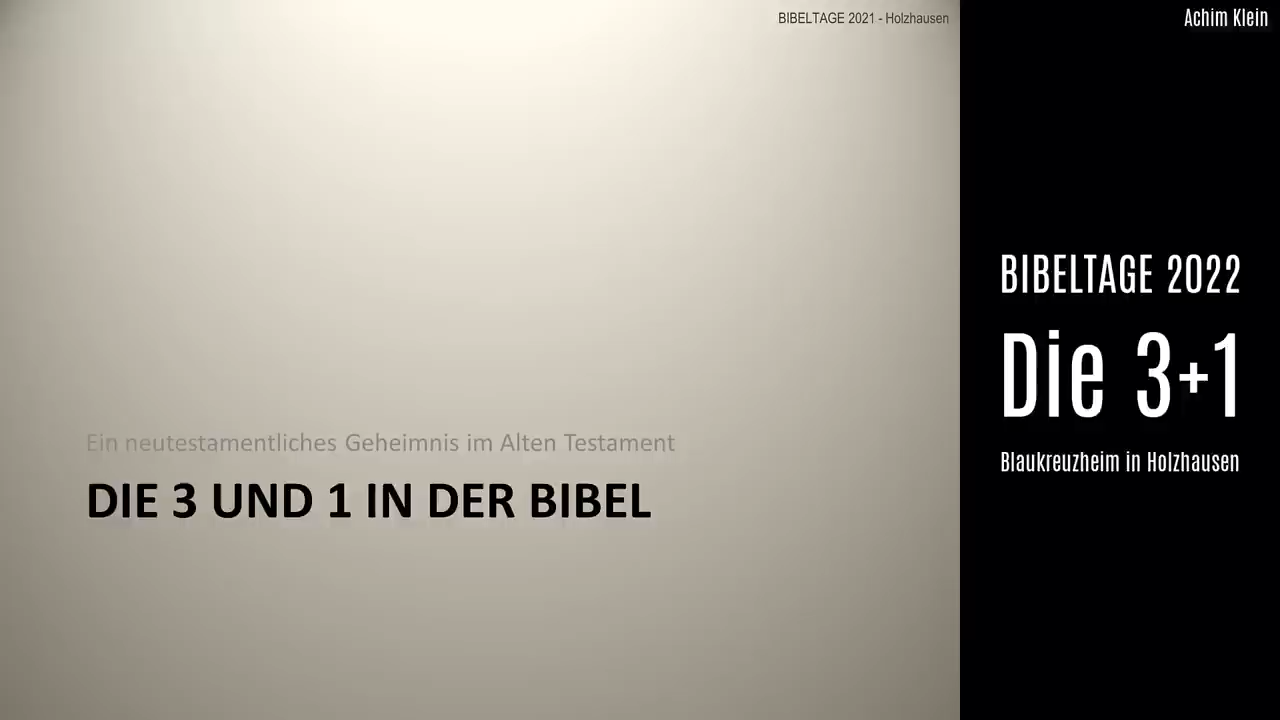 BIBELTAGE 2021 - Holzhausen
Ein neutestamentliches Geheimnis im Alten Testament
DIE 3 UND 1 IN DER BIBEL
Achim Klein
BIBELTAGE 2022
Die 3+1
Blaukreuzheim in Holzhausen